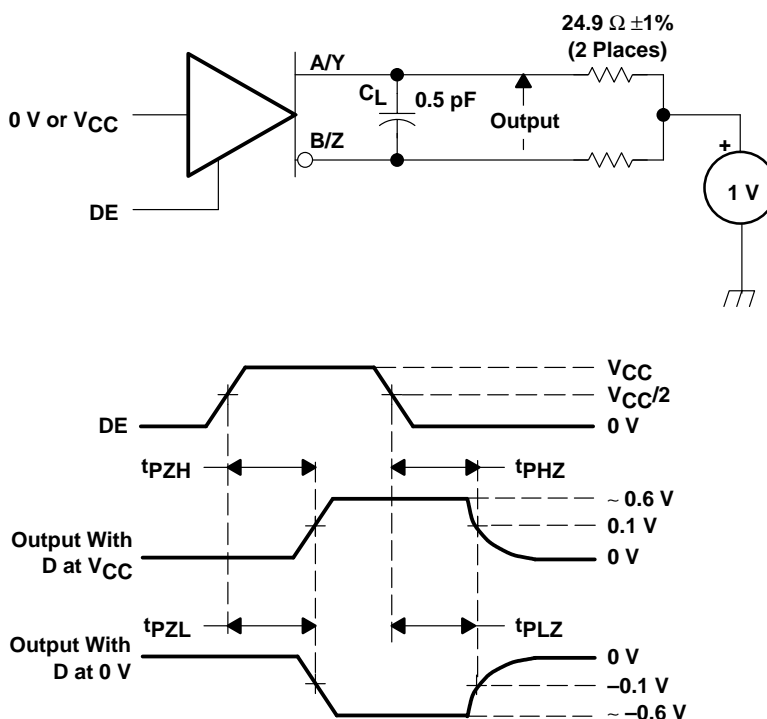 24.9 Ω ±1%
(2 Places)
A/Y
CL
0.5 pF
Output
0 V or VCC
B/Z
DE
+
1 V
VCC
VCC/2
DE
0 V
tPZH
tPHZ
~ 0.6 V
0.1 V
Output With
D at VCC
0 V
tPZL
tPLZ
Output With
D at 0 V
0 V
–0.1 V
~ –0.6 V